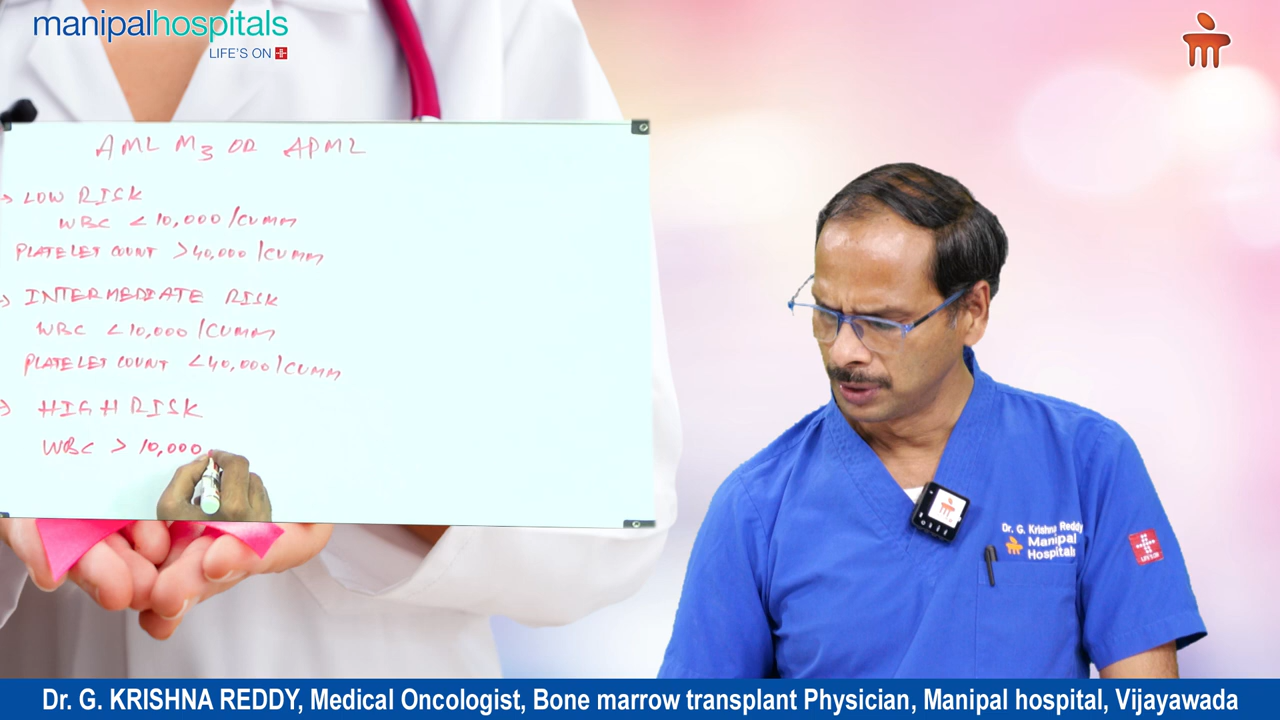 manipalhospitals
LIFE'S ON
AML M3 OR APML
→ LOW RISK
WBC < 10,000 /CUMM
PLATELET COUNT > 40,000 /CUMM
→ INTERMEDIATE RISK
WBC < 10,000 /CUMM
PLATELET COUNT < 40,000 /CUMM
→ HIGH RISK
WBC > 10,000
Dr. G. Krishna Reddy
Manipal
Hospitals
LIFE'S ON
Dr. G. KRISHNA REDDY, Medical Oncologist, Bone marrow transplant Physician, Manipal hospital, Vijayawada